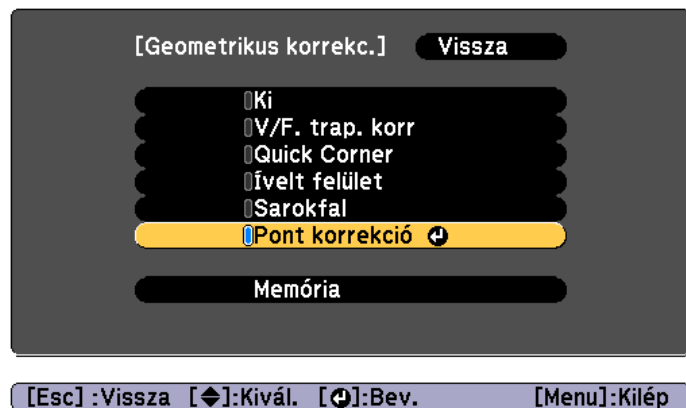 [Geometrikus korrekc.] Vissza
Ki
V/F. trap. korr
Quick Corner
Ívelt felület
Sarokfal
Pont korrekció
Memória
[Esc] :Vissza [◆]:Kivál. [↵]:Bev. [Menu]:Kilép